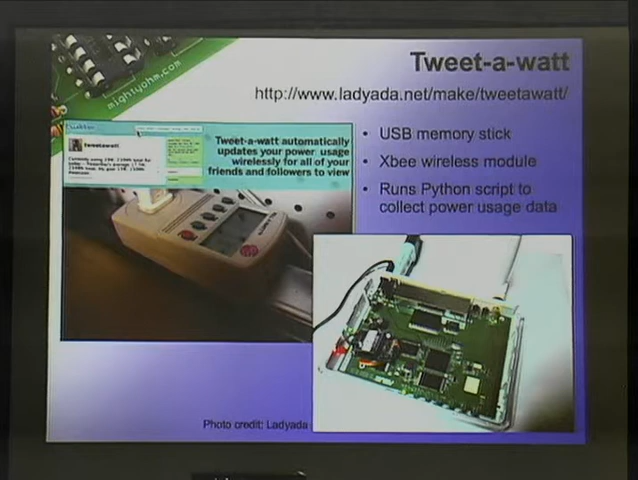 mightyohm.com
Tweet-a-watt
http://www.ladyada.net/make/tweetawatt/
tweetawatt
Tweet-a-watt automatically
updates your power usage
wirelessly for all of your
friends and followers to view
• USB memory stick
• Xbee wireless module
• Runs Python script to
collect power usage data
Photo credit: Ladyada